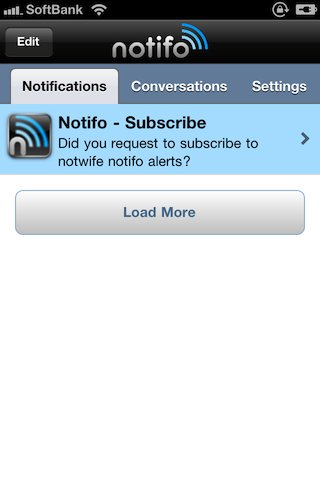 SoftBank
Edit
notifo
Notifications
Conversations
Settings
Notifo - Subscribe
Did you request to subscribe to
notwife notifo alerts?
Load More